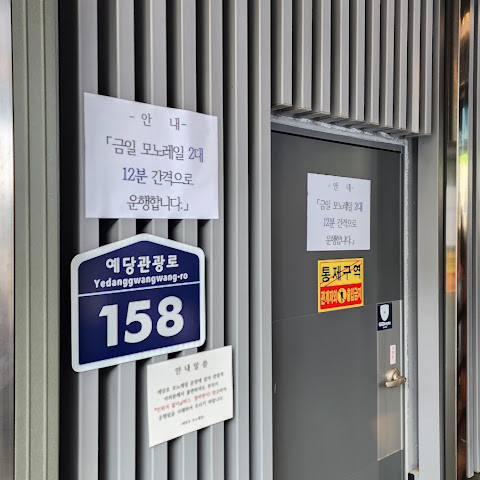 - 안 내-
「금일 모노레일 2대
12분 간격으로
운행합니다.」
예당관광로
Yedanggwangwang-ro
158
안내말씀
- 안 내-
「금일 모노레일 2대
12분 간격으로
운행합니다.」
통제구역
관계자외 출입금지